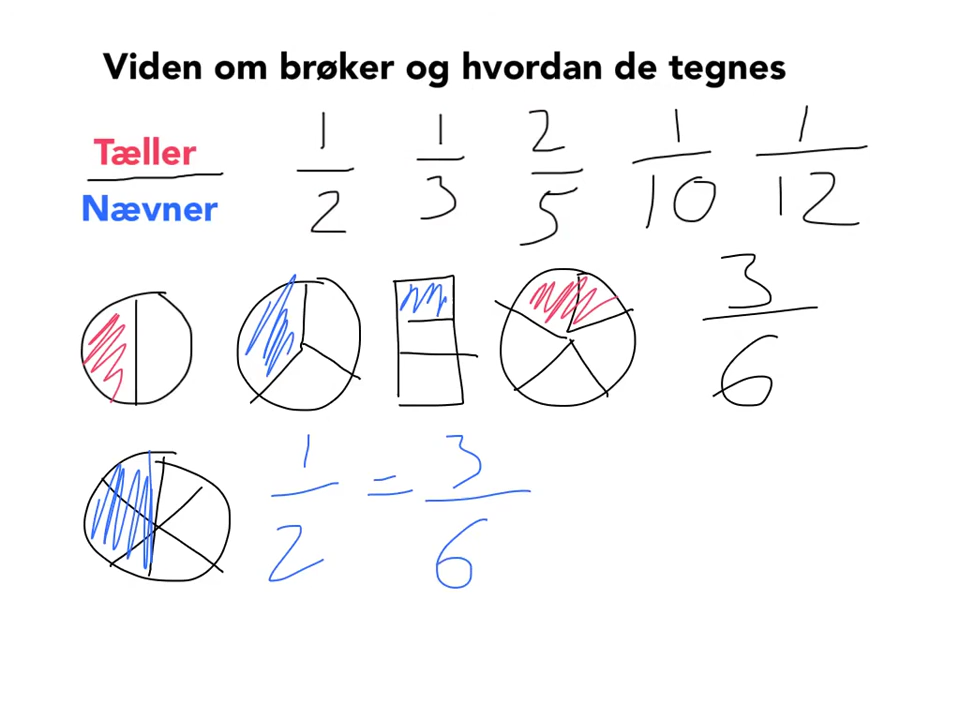 Viden om brøker og hvordan de tegnes
Tæller
Nævner
1/2 1/3 2/5 1/10 1/12
3/6
1/2 = 3/6